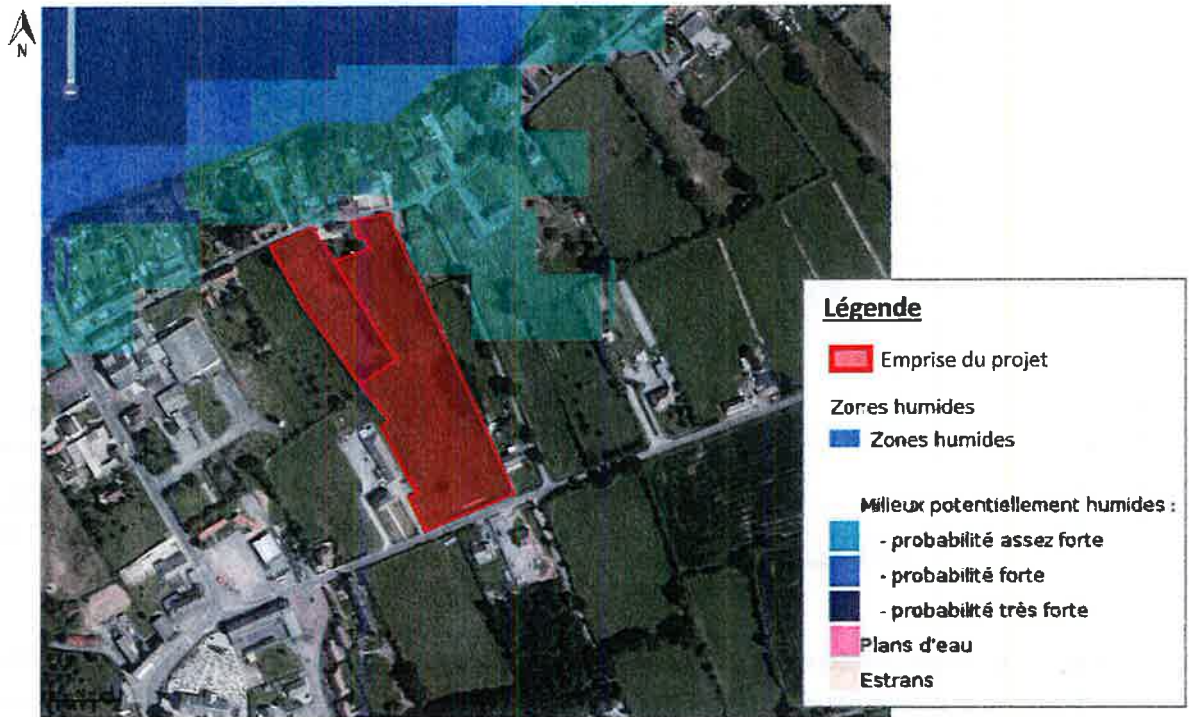 N
Légende
Emprise du projet
Zones humides
Zones humides
Milieux potentiellement humides :
- probabilité assez forte
- probabilité forte
- probabilité très forte
Plans d'eau
Estrans